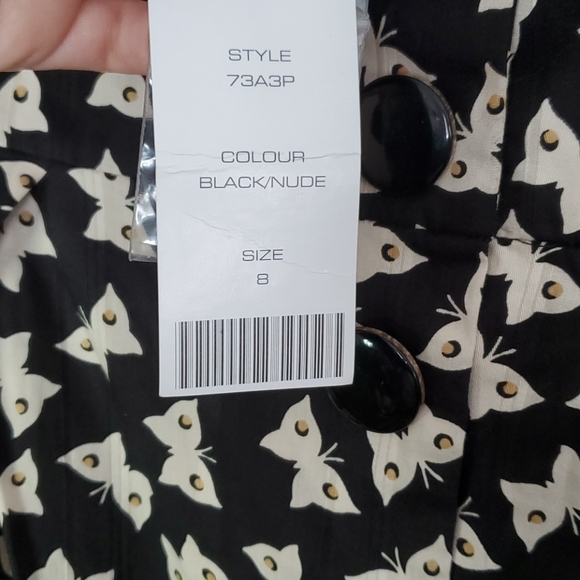 STYLE
73A3P
COLOUR
BLACK/NUDE
SIZE
8